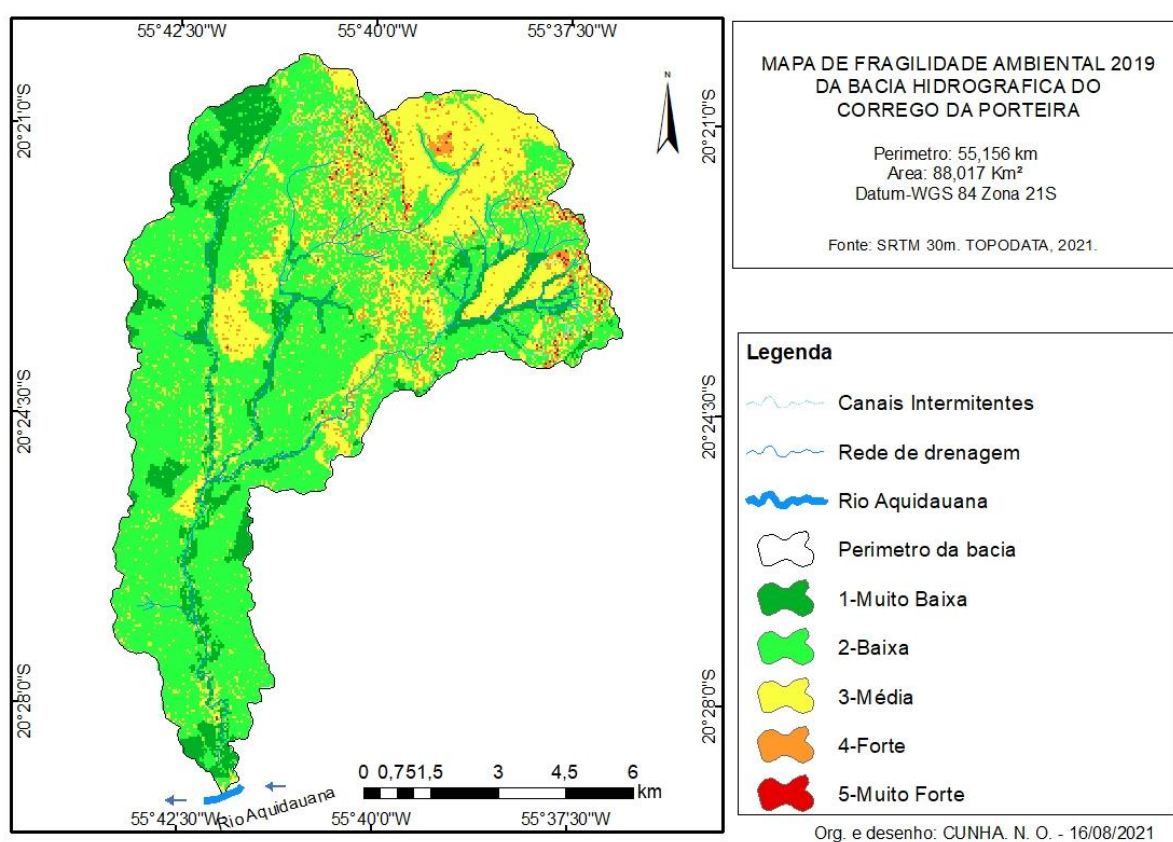 55°42'30"W 55°40'0"W 55°37'30"W
20°21'0"S 20°21'0"S
20°24'30"S 20°24'30"S
20°28'0"S 20°28'0"S
N
0 0,751,5 3 4,5 6
km
Rio Aquidauana
55°42'30"W 55°40'0"W 55°37'30"W
MAPA DE FRAGILIDADE AMBIENTAL 2019
DA BACIA HIDROGRAFICA DO
CORREGO DA PORTEIRA
Perimetro: 55,156 km
Area: 88,017 Km²
Datum-WGS 84 Zona 21S
Fonte: SRTM 30m. TOPODATA, 2021.
Legenda
Canais Intermitentes
Rede de drenagem
Rio Aquidauana
Perimetro da bacia
1-Muito Baixa
2-Baixa
3-Média
4-Forte
5-Muito Forte
Org. e desenho: CUNHA. N. O. - 16/08/2021